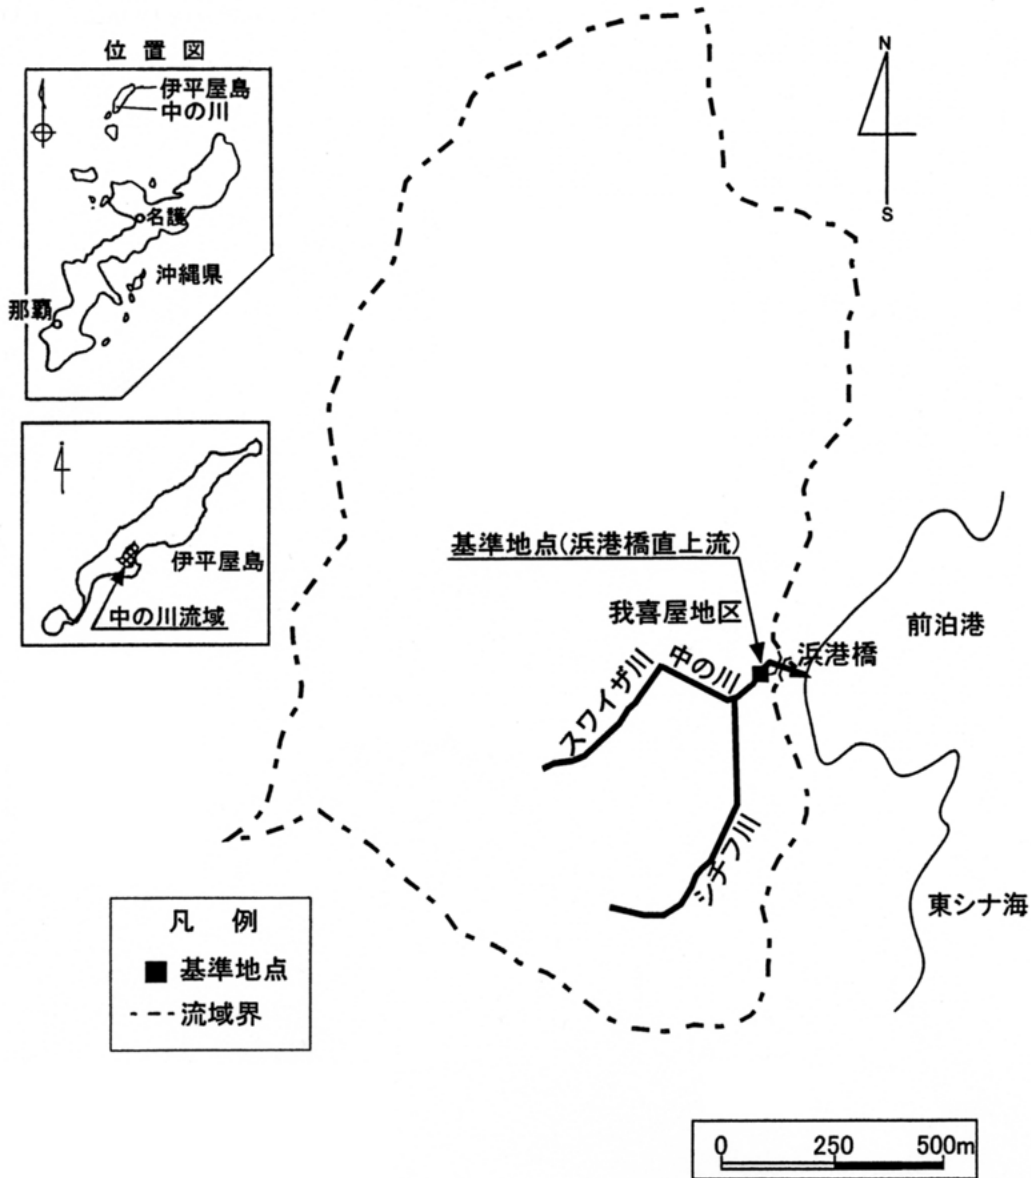 位置図
伊平屋島
中の川
名護
沖縄県
那覇
N
S
伊平屋島
中の川流域
基準地点(浜港橋直上流)
我喜屋地区
前泊港
浜港橋
中の川
スワイザ川
シチフ川
東シナ海
凡例
基準地点
流域界
0 250 500m